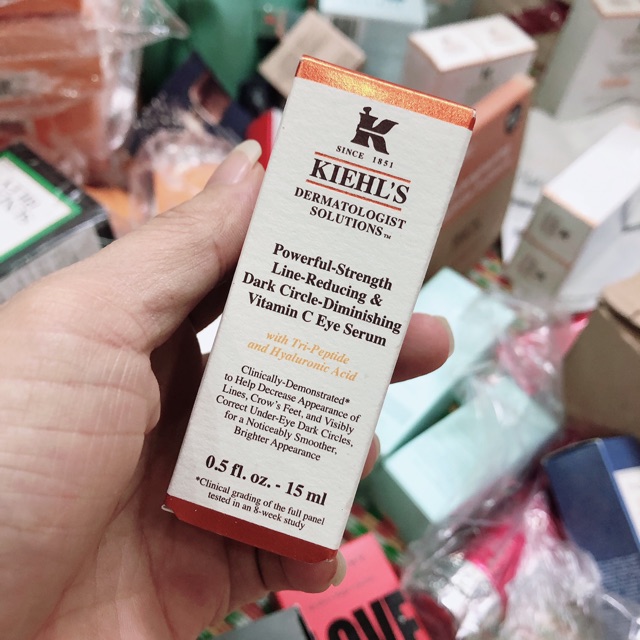 K
SINCE 1851
KIEHL'S
DERMATOLOGIST
SOLUTIONS™
Powerful-Strength
Line-Reducing &
Dark Circle-Diminishing
Vitamin C Eye Serum
with Tri-Peptide
and Hyaluronic Acid
Clinically-Demonstrated*
to Help Decrease Appearance of
Lines, Crow's Feet, and Visibly
Correct Under-Eye Dark Circles,
for a Noticeably Smoother,
Brighter Appearance
0.5 fl. oz. - 15 ml
*Clinical grading of the full panel
tested in an 8-week study